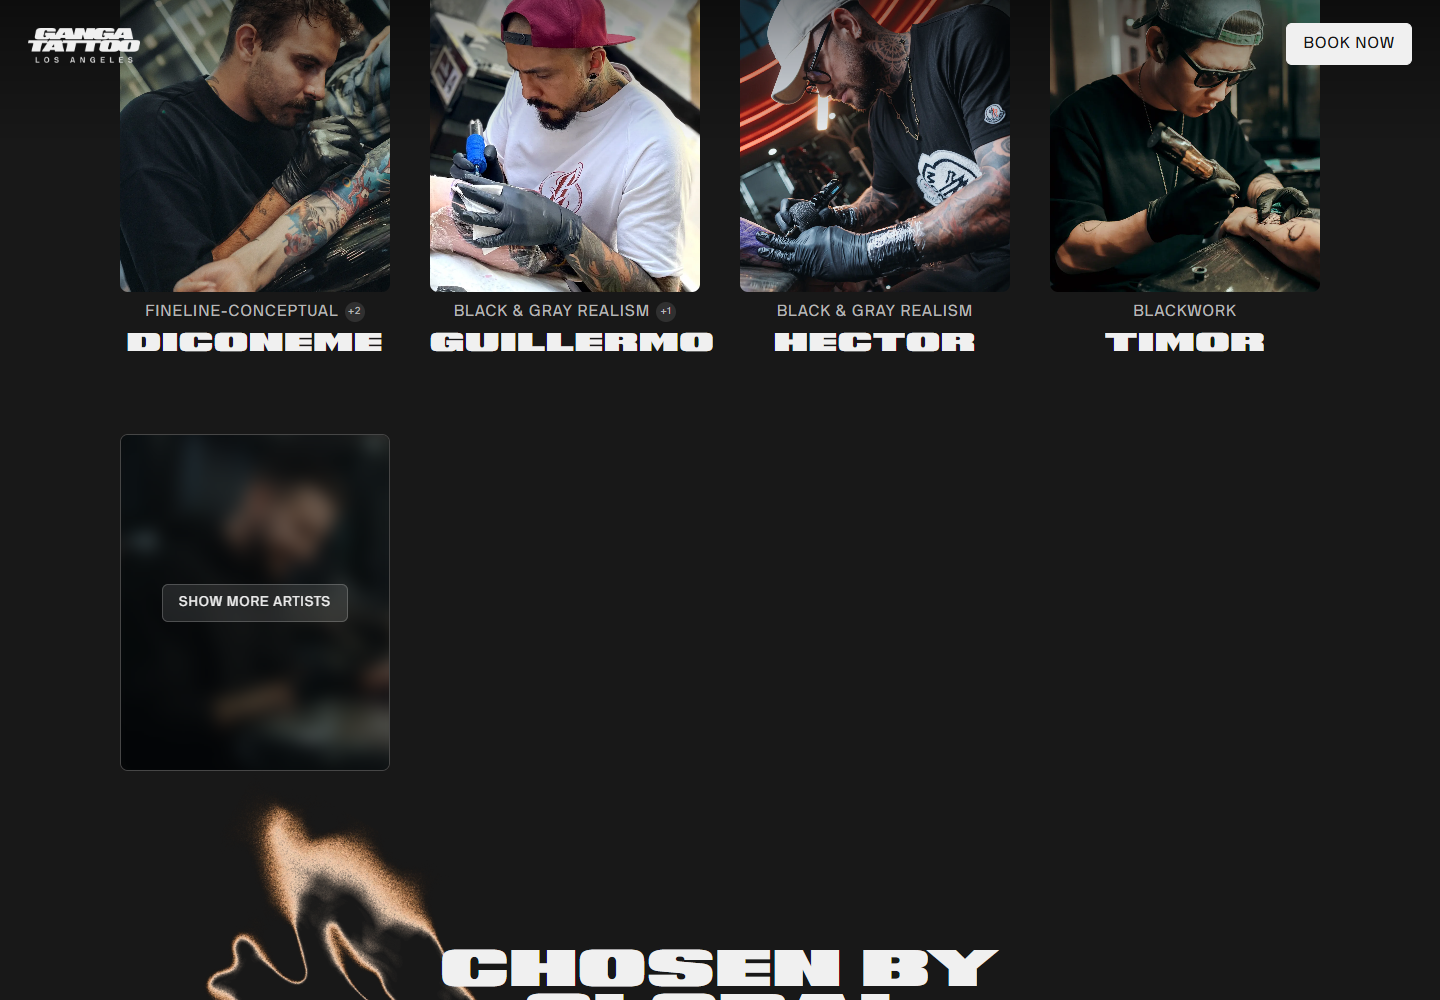 GANGA
TATTOO
LOS ANGELES
BOOK NOW
FINELINE-CONCEPTUAL +2
DICONEME
BLACK & GRAY REALISM +1
GUILLERMO
BLACK & GRAY REALISM
HECTOR
BLACKWORK
TIMOR
SHOW MORE ARTISTS
CHOSEN BY
GLOBAL